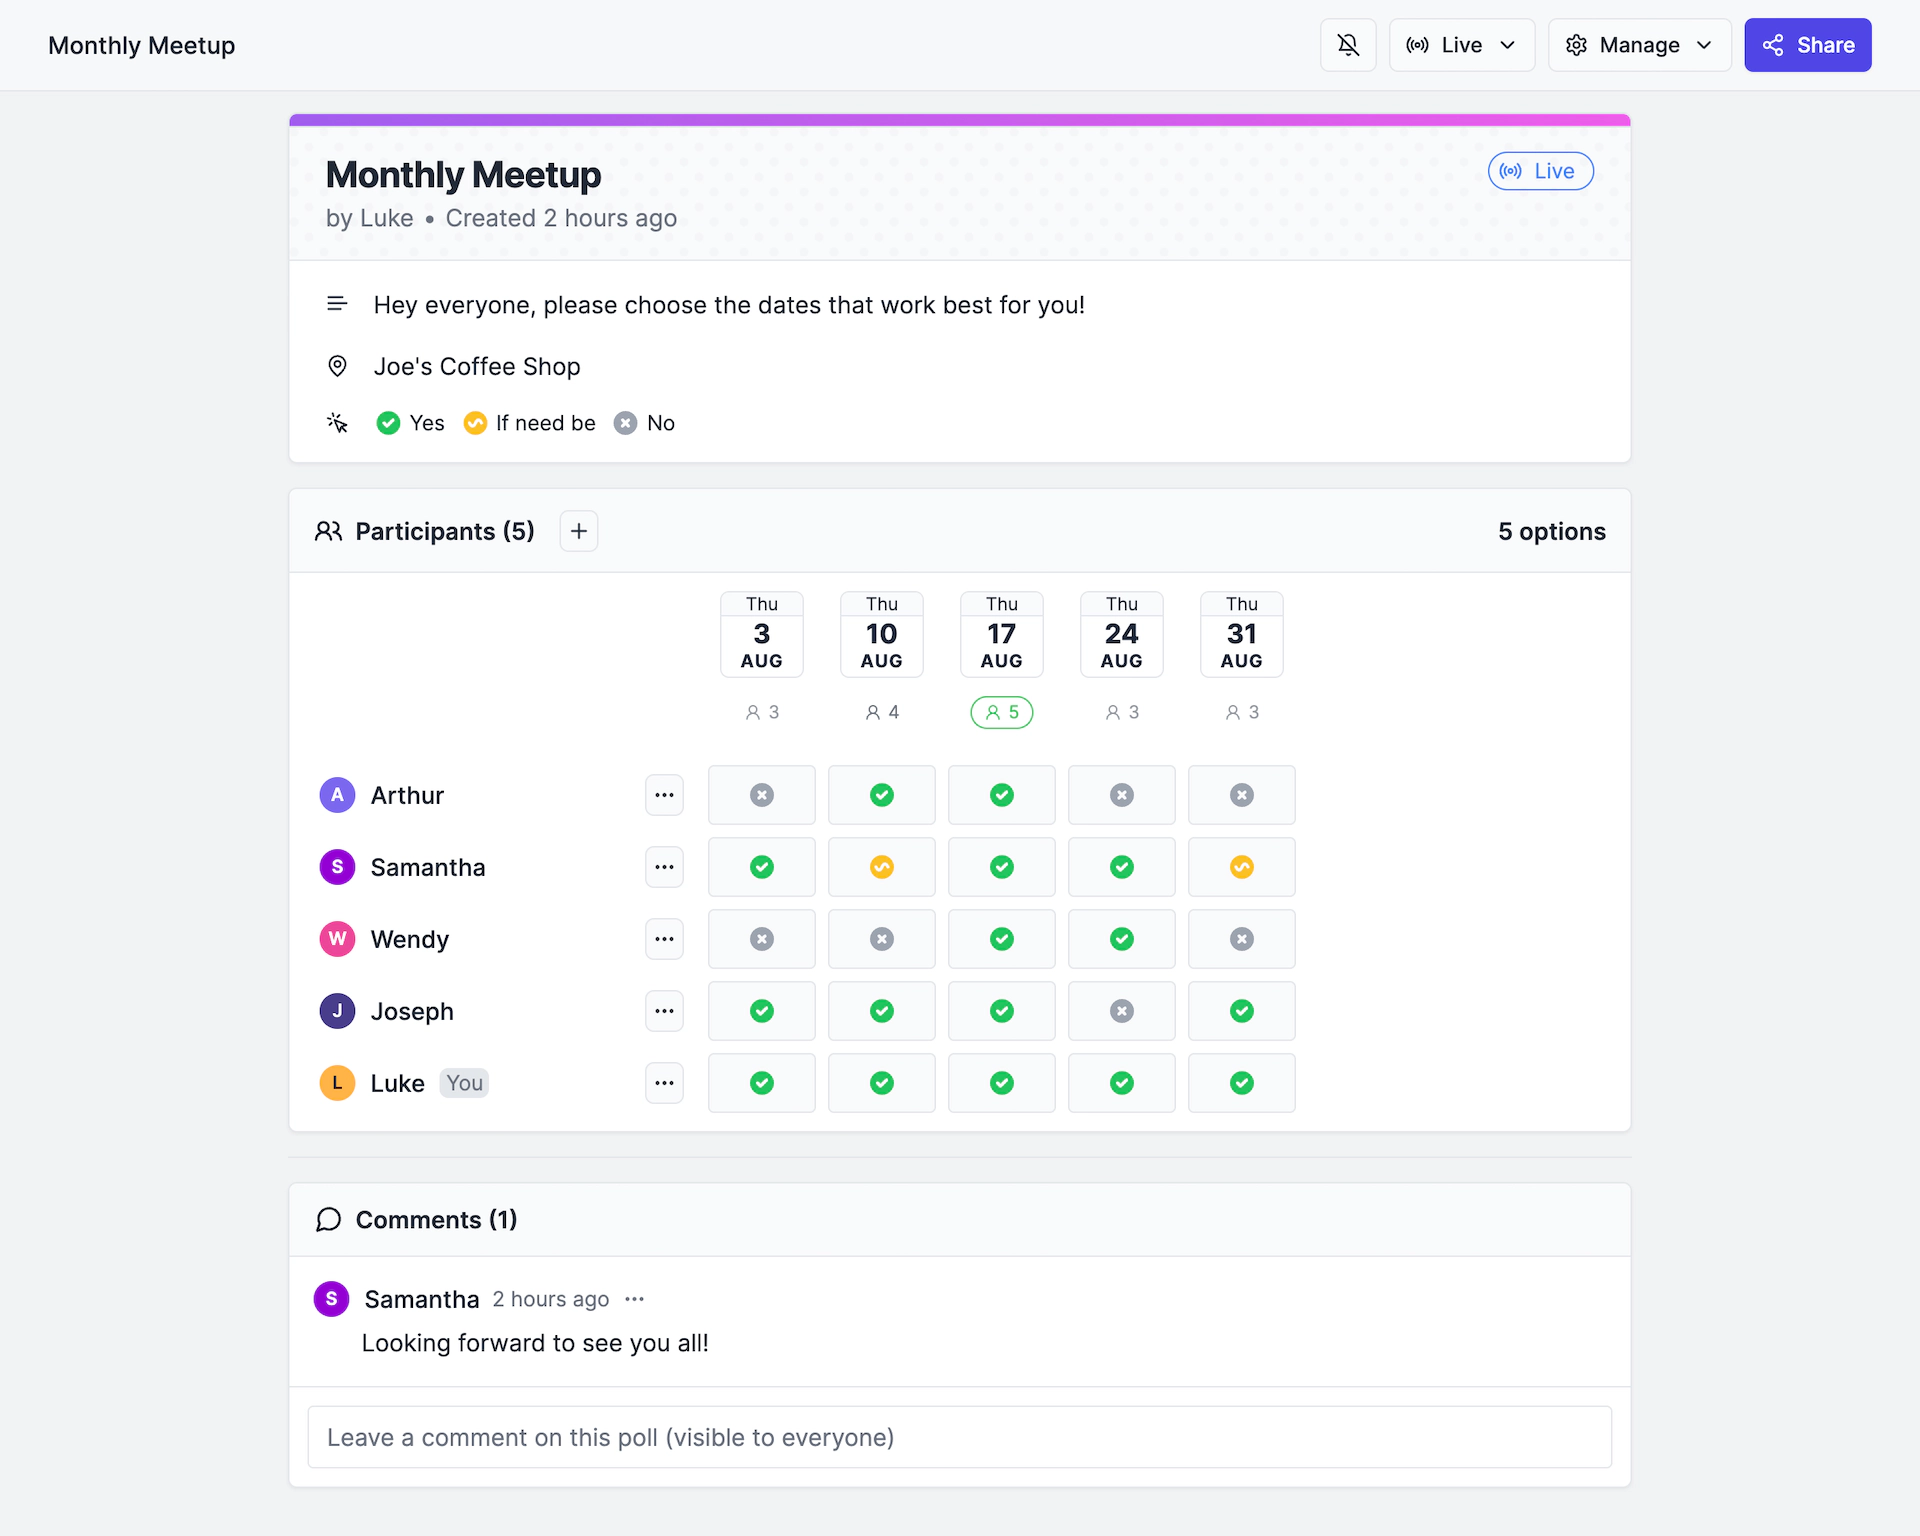 Monthly Meetup
Live
Manage
Share
Monthly Meetup
Live
by Luke • Created 2 hours ago
Hey everyone, please choose the dates that work best for you!
Joe's Coffee Shop
Yes If need be No
Participants (5)
5 options
Thu Thu Thu Thu Thu
3 10 17 24 31
AUG AUG AUG AUG AUG
3 4 5 3 3
A Arthur
S Samantha
W Wendy
J Joseph
L Luke You
Comments (1)
S Samantha 2 hours ago
Looking forward to see you all!
Leave a comment on this poll (visible to everyone)